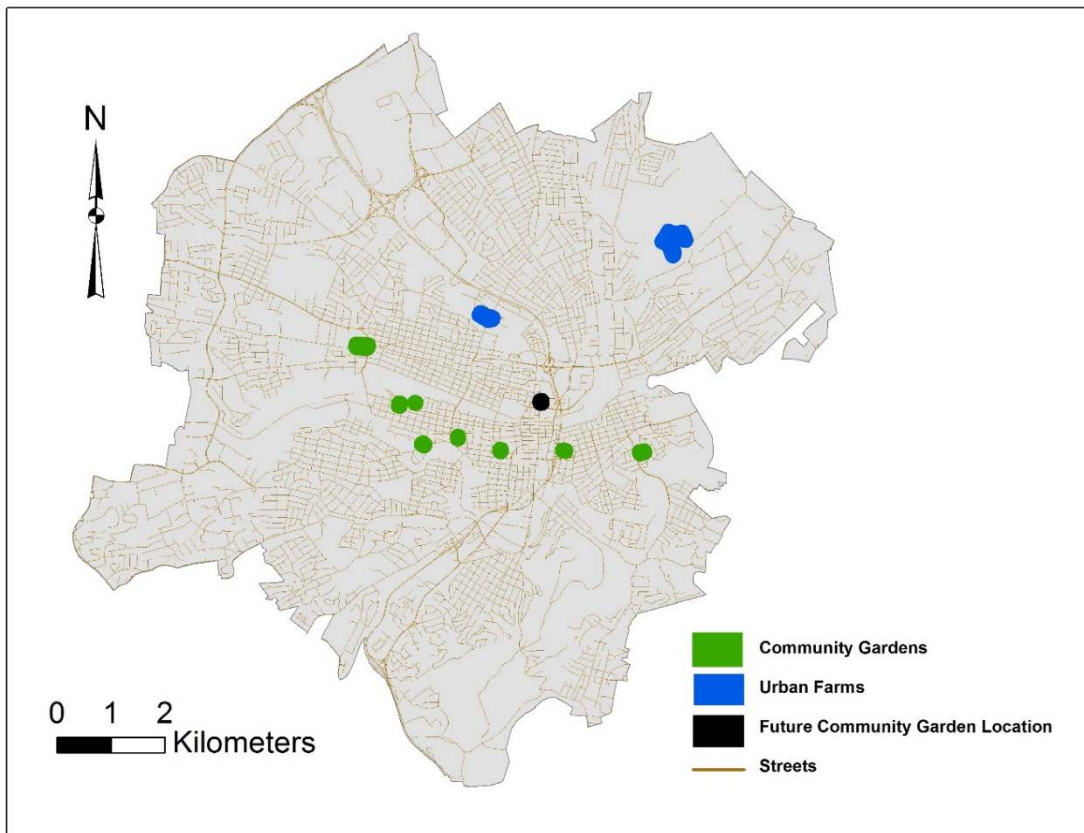 N
Community Gardens
Urban Farms
Future Community Garden Location
Streets
0 1 2
Kilometers